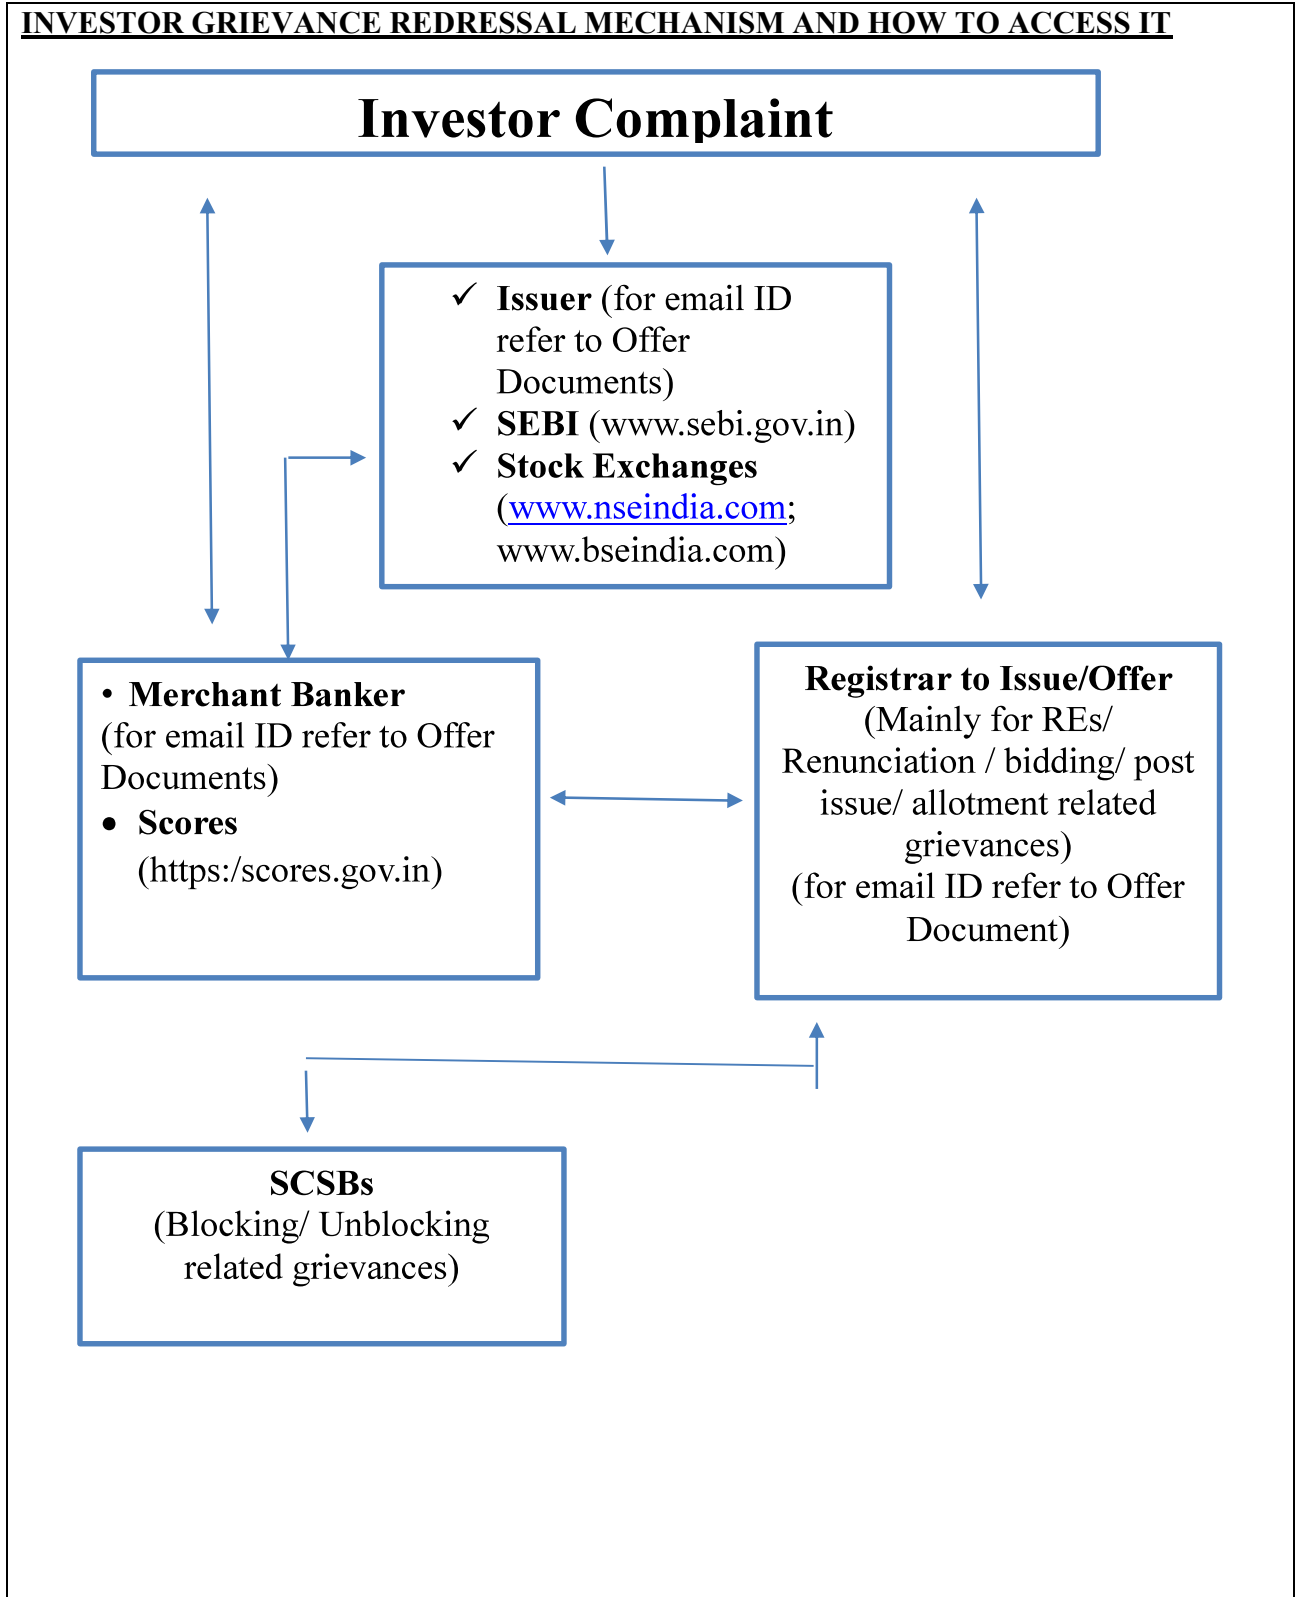 INVESTOR GRIEVANCE REDRESSAL MECHANISM AND HOW TO ACCESS IT
Investor Complaint
✓ Issuer (for email ID
refer to Offer
Documents)
✓ SEBI (www.sebi.gov.in)
✓ Stock Exchanges
(www.nseindia.com;
www.bseindia.com)
• Merchant Banker
(for email ID refer to Offer
Documents)
• Scores
(https:/scores.gov.in)
Registrar to Issue/Offer
(Mainly for REs/
Renunciation / bidding/ post
issue/ allotment related
grievances)
(for email ID refer to Offer
Document)
SCSBs
(Blocking/ Unblocking
related grievances)